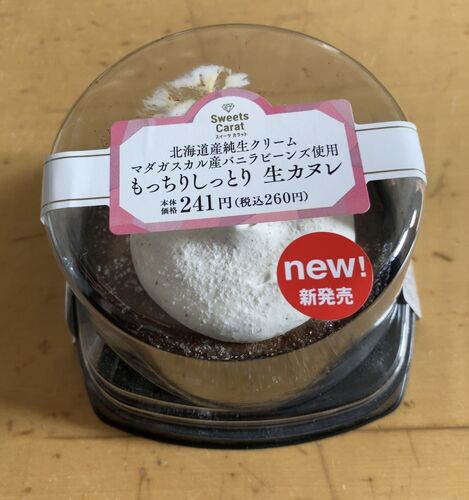 Sweets
Carat
スイーツ カラット
北海道産純生クリーム
マダガスカル産バニラビーンズ使用
もっちりしっとり 生カヌレ
本体価格 241円(税込260円)
new!
新発売